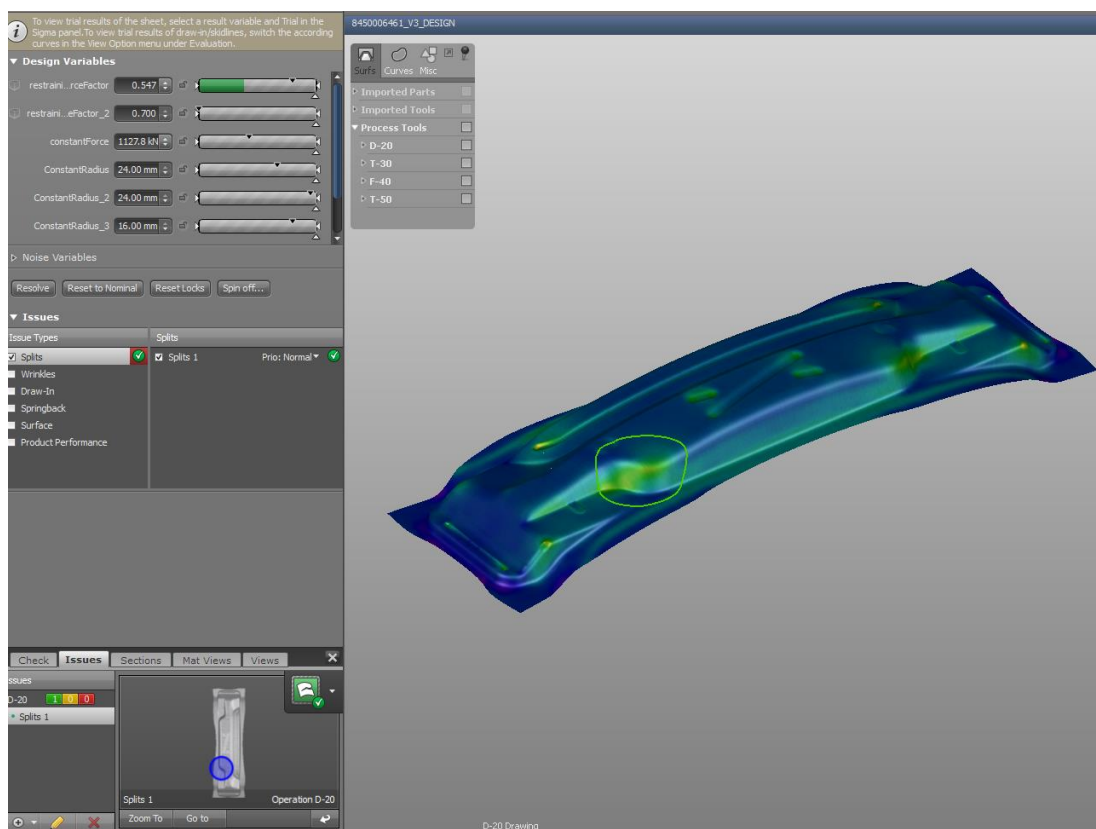 To view trial results of the sheet, select a result variable and Trial in the
Sigma panel.To view trial results of draw-in/skidlines, switch the according
curves in the View Option menu under Evaluation.
Design Variables
restraini...rceFactor 0.547
restraini...eFactor_2 0.700
constantForce 1127.8 kN
ConstantRadius 24.00 mm
ConstantRadius_2 24.00 mm
ConstantRadius_3 16.00 mm
Noise Variables
Resolve Reset to Nominal Reset Locks Spin off...
Issues
Issue Types Splits
Splits Splits 1 Prio: Normal
Wrinkles
Draw-In
Springback
Surface
Product Performance
Check Issues Sections Mat Views Views
ssues
D-20 1 0 0
Splits 1
Splits 1 Operation D-20
Zoom To Go to
8450006461_V3_DESIGN
Surfs Curves Misc
Imported Parts
Imported Tools
Process Tools
D-20
T-30
F-40
T-50
D-20 Drawing